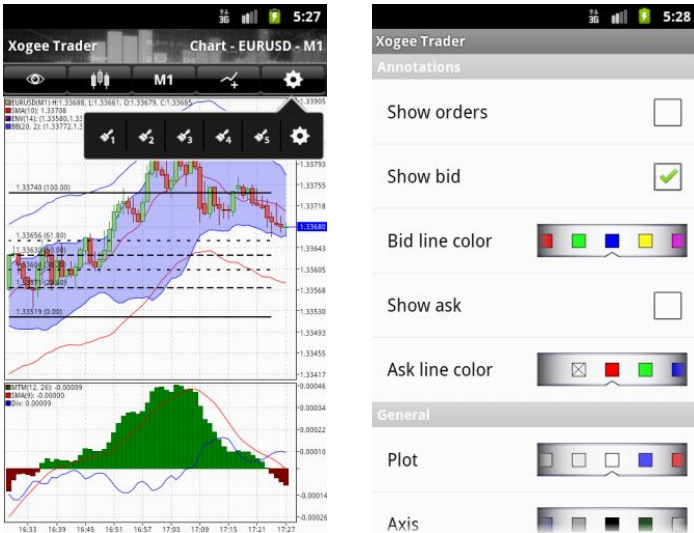 3G 5:27
Xogee Trader Chart - EURUSD - M1
M1
EURUSD(M1) H:1.33688, L:1.33661, O:1.33679, C:1.33685
SMA(10): 1.33708
ENV(14): (1.33580,1.33
BB(20, 2): (1.33772,1.3
1 2 3 4 5
1.33905
1.33793
1.33755
1.33718
1.33680
1.33643
1.33605
1.33568
1.33530
1.33493
1.33455
1.33417
1.33740 (100.00)
1.33656 (61.80)
1.33519 (0.00)
MTM(12, 26): -0.00009
SMA(9): -0.00000
Div: 0.00009
0.00046
0.00034
0.00022
0.00010
-0.00014
-0.00026
16:33 16:39 16:45 16:51 16:57 17:03 17:09 17:15 17:21 17:27
3G 5:28
Xogee Trader
Annotations
Show orders
Show bid
Bid line color
Show ask
Ask line color
General
Plot
Axis